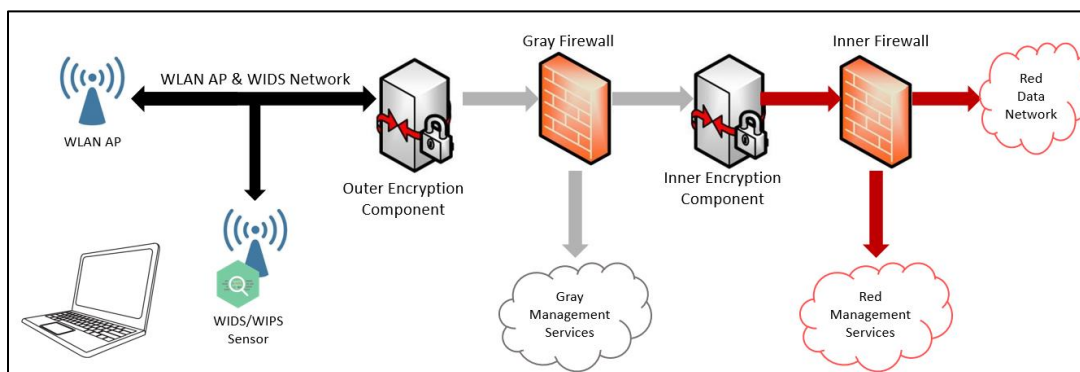 Gray Firewall
Inner Firewall
WLAN AP & WIDS Network
Red
Data
Network
WLAN AP
Outer Encryption
Component
Inner Encryption
Component
WIDS/WIPS
Sensor
Gray
Management
Services
Red
Management
Services